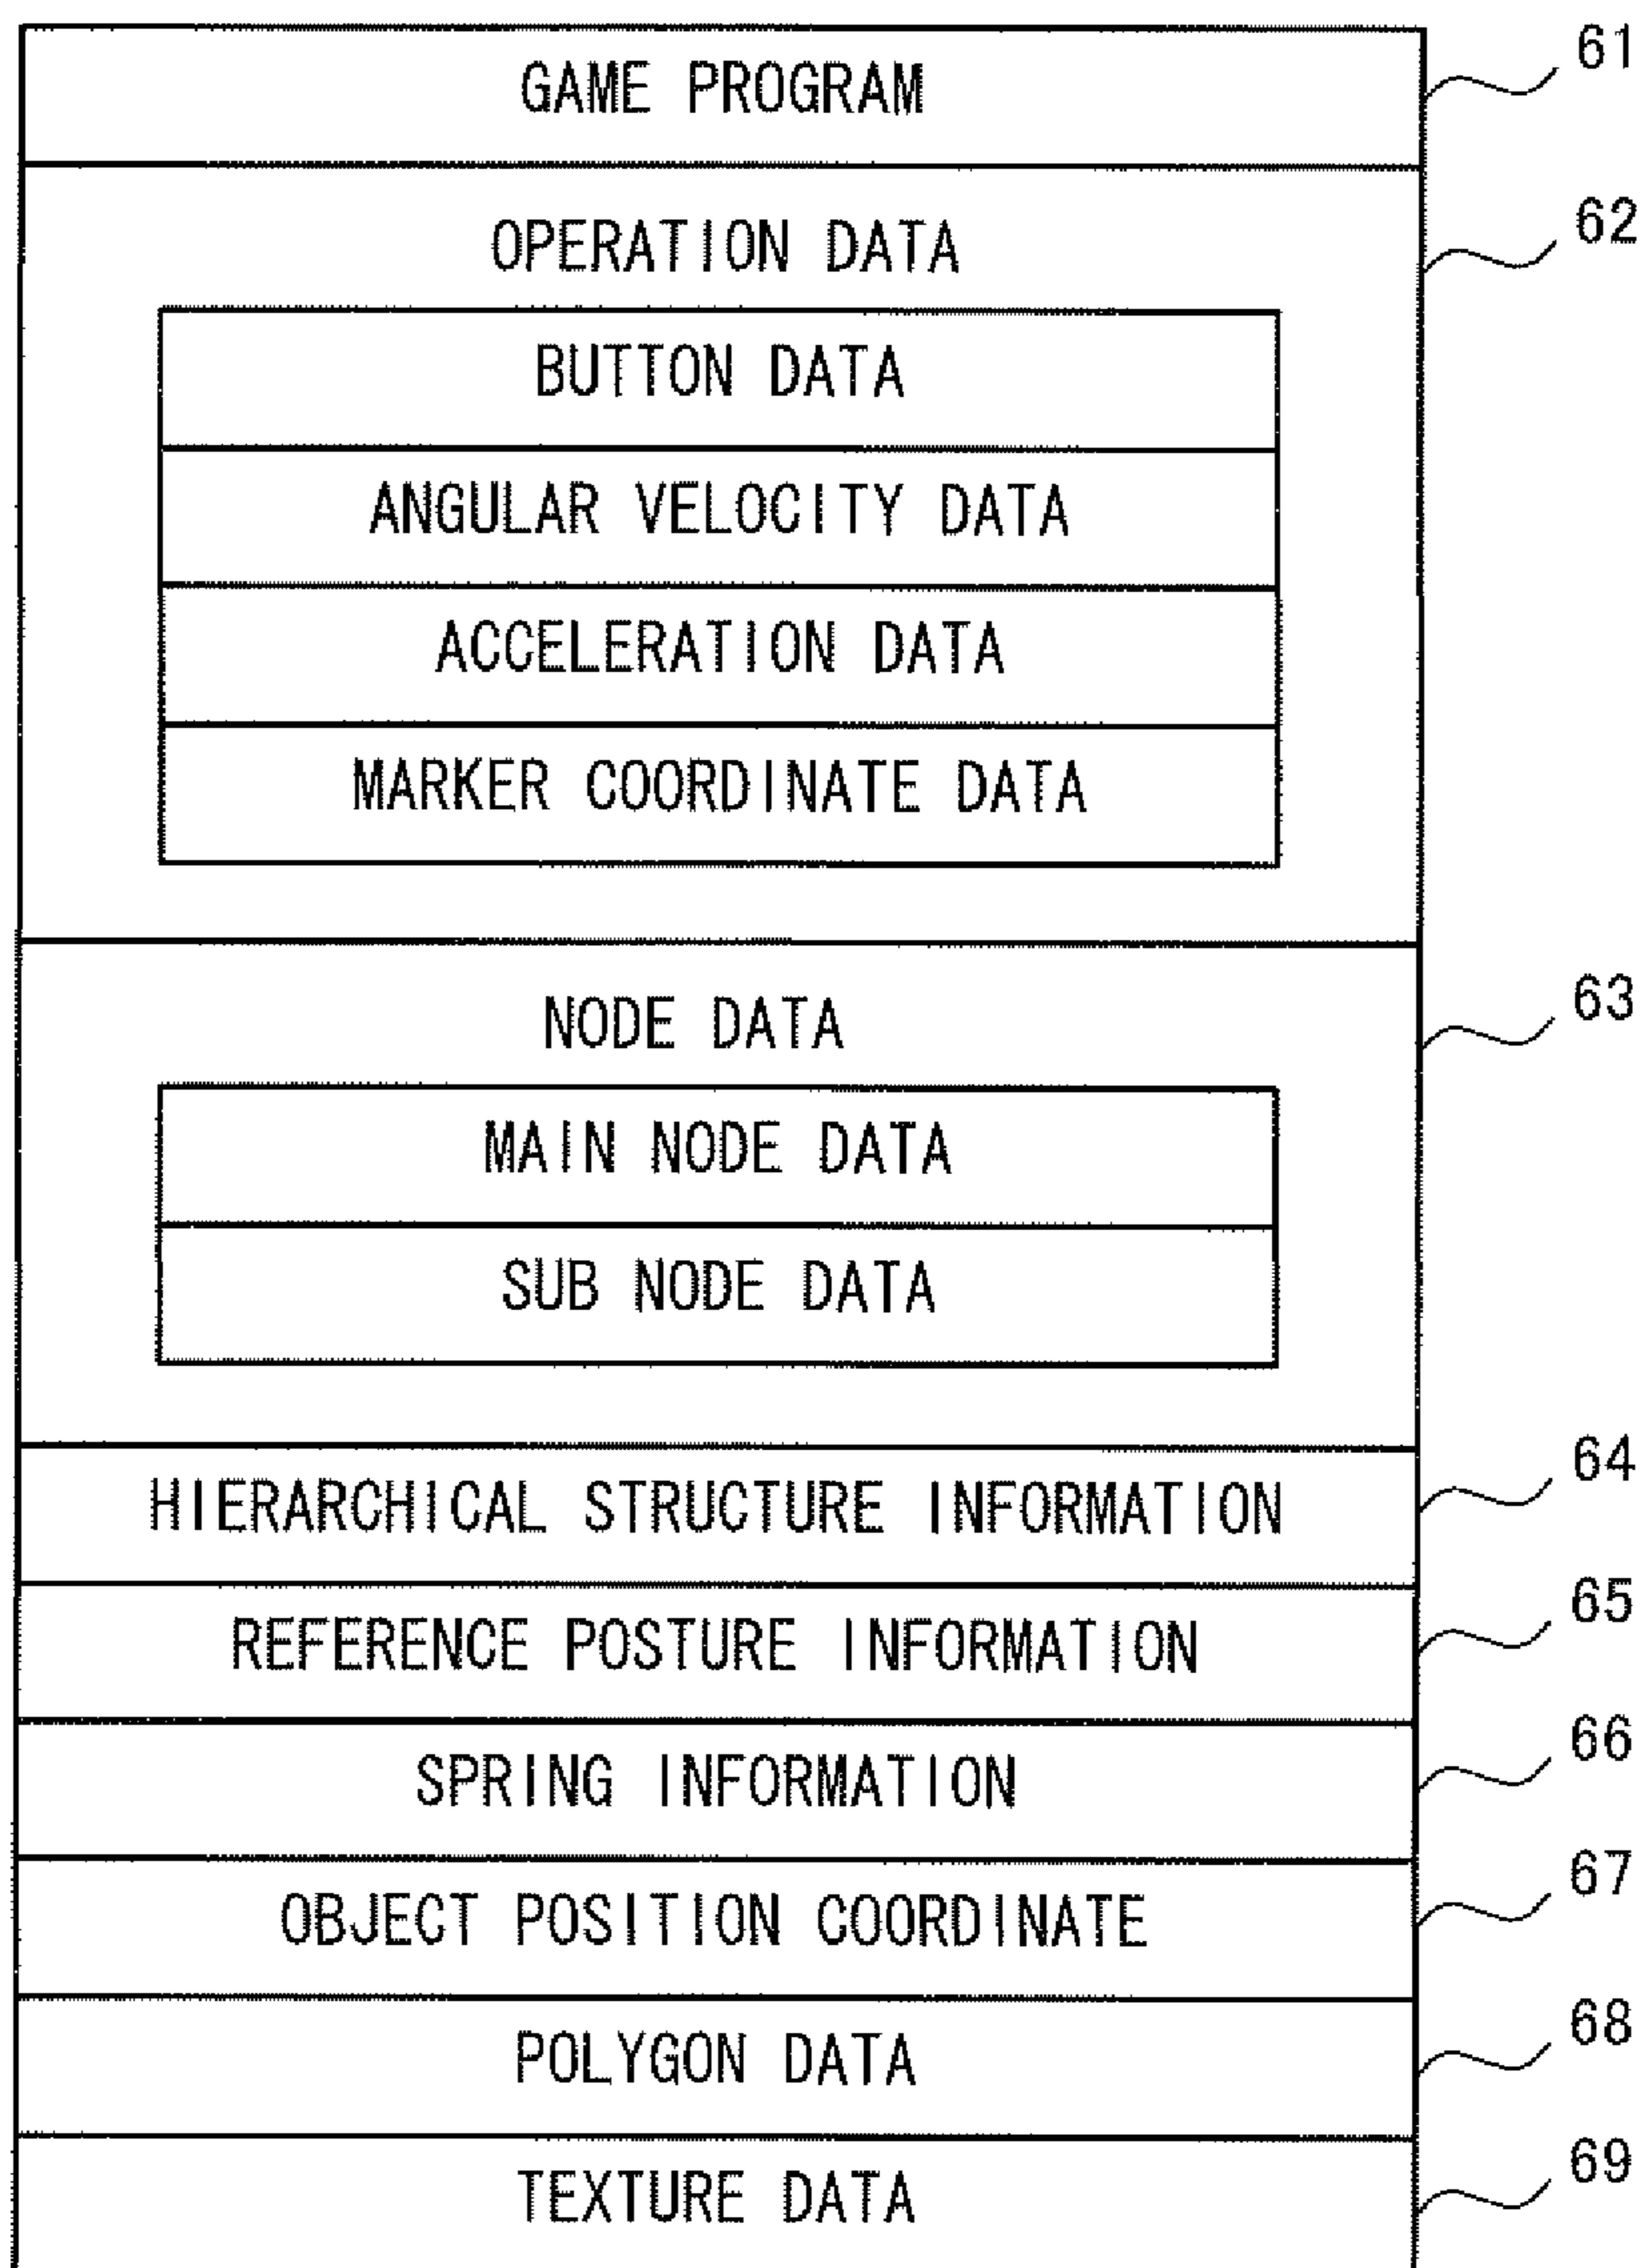 GAME PROGRAM 61
OPERATION DATA 62
BUTTON DATA
ANGULAR VELOCITY DATA
ACCELERATION DATA
MARKER COORDINATE DATA
NODE DATA 63
MAIN NODE DATA
SUB NODE DATA
HIERARCHICAL STRUCTURE INFORMATION 64
REFERENCE POSTURE INFORMATION 65
SPRING INFORMATION 66
OBJECT POSITION COORDINATE 67
POLYGON DATA 68
TEXTURE DATA 69